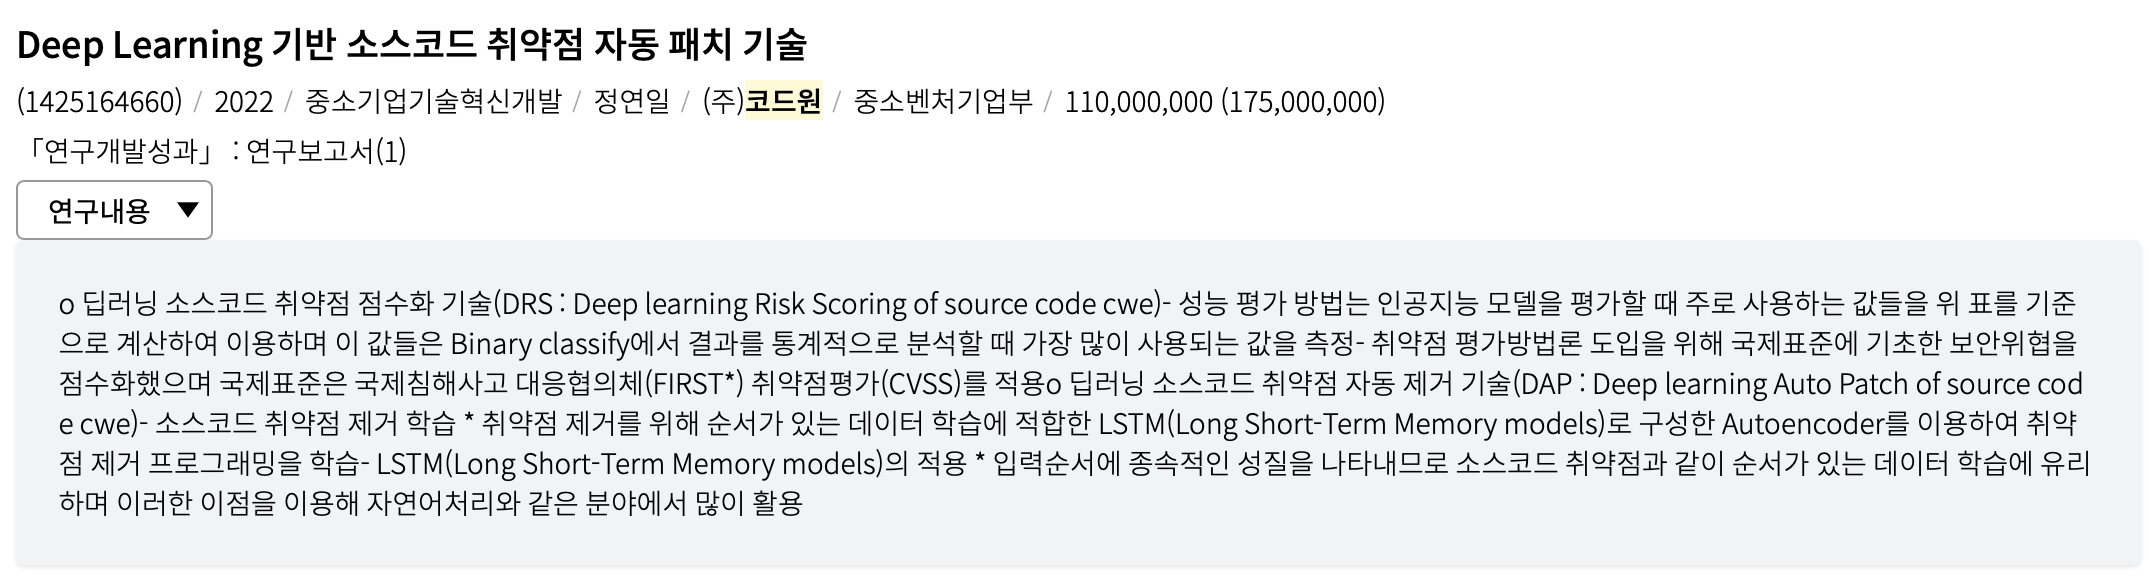 Deep Learning 기반 소스코드 취약점 자동 패치 기술
(1425164660) / 2022 / 중소기업기술혁신개발 / 정연일 / (주)코드원 / 중소벤처기업부 / 110,000,000 (175,000,000)
「연구개발성과」 : 연구보고서(1)
연구내용 ▼
o 딥러닝 소스코드 취약점 점수화 기술(DRS : Deep learning Risk Scoring of source code cwe)- 성능 평가 방법는 인공지능 모델을 평가할 때 주로 사용하는 값들을 위 표를 기준
으로 계산하여 이용하며 이 값들은 Binary classify에서 결과를 통계적으로 분석할 때 가장 많이 사용되는 값을 측정- 취약점 평가방법론 도입을 위해 국제표준에 기초한 보안위협을
점수화했으며 국제표준은 국제침해사고 대응협의체(FIRST*) 취약점평가(CVSS)를 적용o 딥러닝 소스코드 취약점 자동 제거 기술(DAP : Deep learning Auto Patch of source cod
e cwe)- 소스코드 취약점 제거 학습 * 취약점 제거를 위해 순서가 있는 데이터 학습에 적합한 LSTM(Long Short-Term Memory models)로 구성한 Autoencoder를 이용하여 취약
점 제거 프로그래밍을 학습- LSTM(Long Short-Term Memory models)의 적용 * 입력순서에 종속적인 성질을 나타내므로 소스코드 취약점과 같이 순서가 있는 데이터 학습에 유리
하며 이러한 이점을 이용해 자연어처리와 같은 분야에서 많이 활용